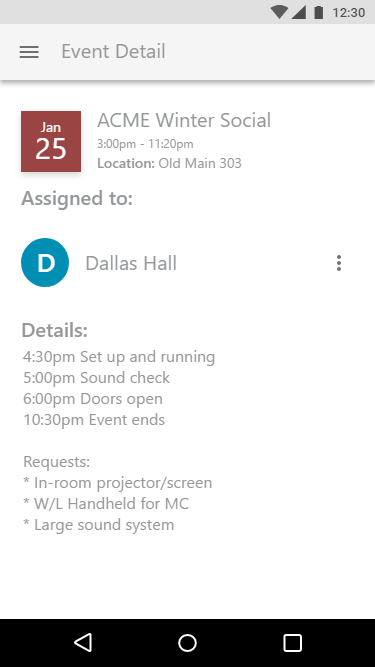 12:30
Event Detail
Jan
25
ACME Winter Social
3:00pm - 11:20pm
Location: Old Main 303
Assigned to:
D
Dallas Hall
Details:
4:30pm Set up and running
5:00pm Sound check
6:00pm Doors open
10:30pm Event ends
Requests:
* In-room projector/screen
* W/L Handheld for MC
* Large sound system